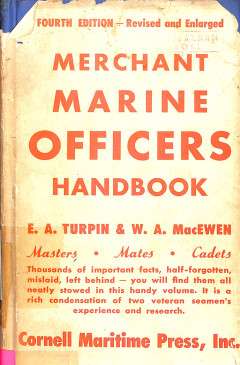 FOURTH EDITION — Revised and Enlarged
MERCHANT
MARINE
OFFICERS
HANDBOOK
E. A. TURPIN & W. A. MacEWEN
Masters • Mates • Cadets
Thousands of important facts, half-forgotten,
mislaid, left behind — you will find them all
neatly stowed in this handy volume. It is a
rich condensation of two veteran seamen's
experience and research.
Cornell Maritime Press, Inc.